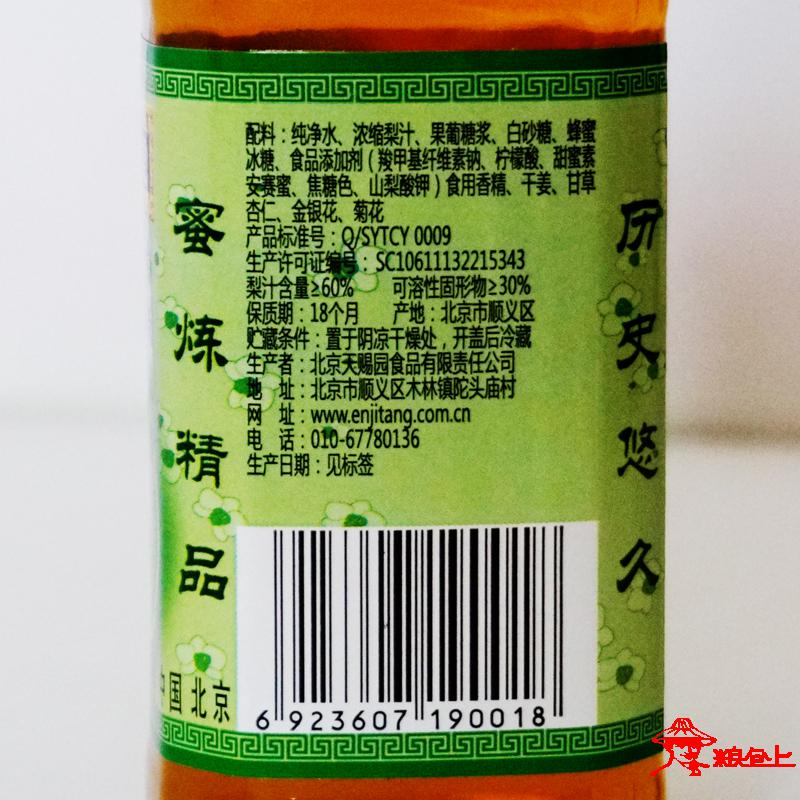 配料：纯净水、浓缩梨汁、果葡糖浆、白砂糖、蜂蜜
冰糖、食品添加剂（羧甲基纤维素钠、柠檬酸、甜蜜素
安赛蜜、焦糖色、山梨酸钾）食用香精、干姜、甘草
杏仁、金银花、菊花
产品标准号：Q/SYTCY 0009
生产许可证编号：SC10611132215343
梨汁含量≥60% 可溶性固形物≥30%
保质期：18个月 产地：北京市顺义区
贮藏条件：置于阴凉干燥处，开盖后冷藏
生产者：北京天赐园食品有限责任公司
地 址：北京市顺义区木林镇陀头庙村
网 址：www.enjitang.com.cn
电 话：010-67780136
生产日期：见标签
蜜炼精品
中国北京
历史悠久
6 923607 190018
粮仓上